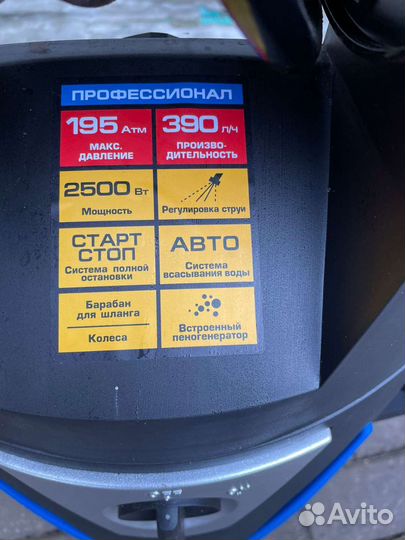 ПРОФЕССИОНАЛ
195 Атм
МАКС.
ДАВЛЕНИЕ
390 л/ч
ПРОИЗВО-
ДИТЕЛЬНОСТЬ
2500 Вт
Мощность
Регулировка струи
СТАРТ
СТОП
Система полной
остановки
АВТО
Система
всасывания воды
Барабан
для шланга
Колеса
Встроенный
пеногенератор
Avito